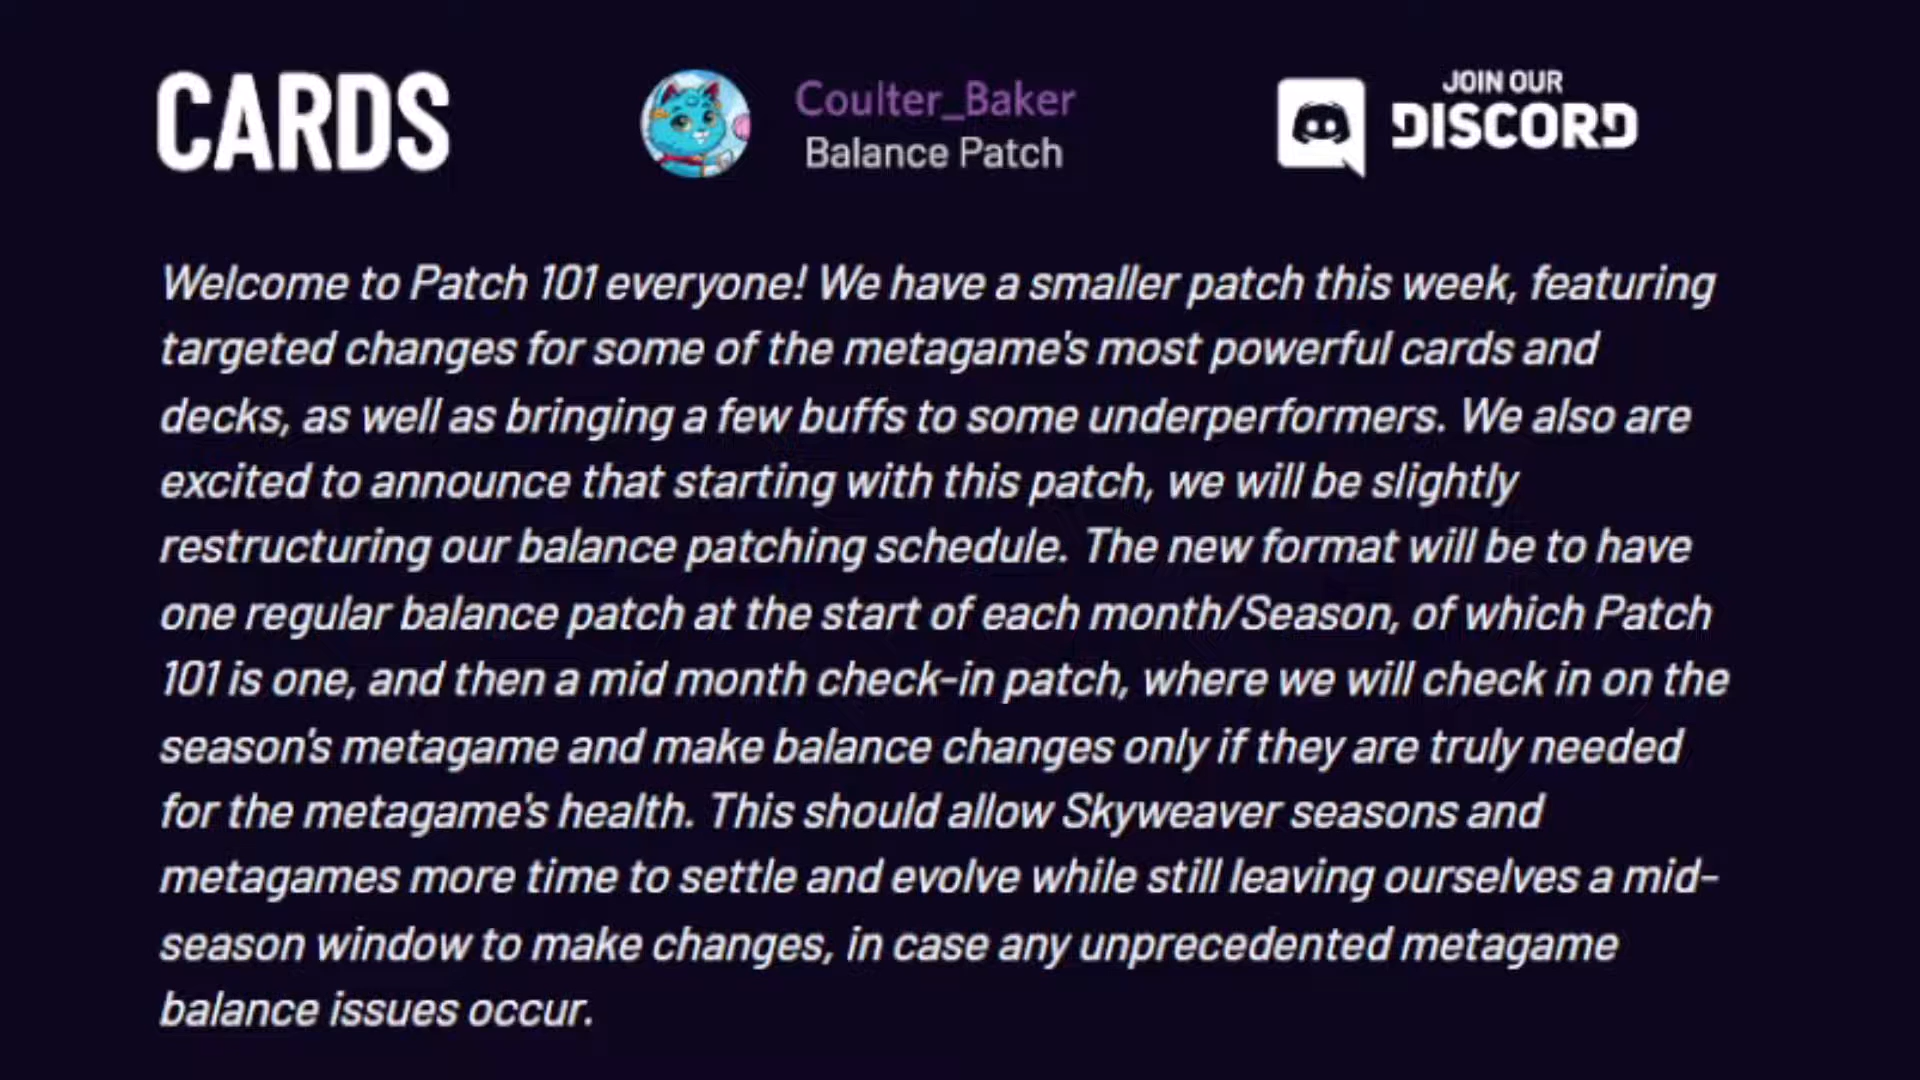 CARDS
Coulter_Baker
Balance Patch
JOIN OUR
DISCORD
Welcome to Patch 101 everyone! We have a smaller patch this week, featuring
targeted changes for some of the metagame's most powerful cards and
decks, as well as bringing a few buffs to some underperformers. We also are
excited to announce that starting with this patch, we will be slightly
restructuring our balance patching schedule. The new format will be to have
one regular balance patch at the start of each month/Season, of which Patch
101 is one, and then a mid month check-in patch, where we will check in on the
season's metagame and make balance changes only if they are truly needed
for the metagame's health. This should allow Skyweaver seasons and
metagames more time to settle and evolve while still leaving ourselves a mid-
season window to make changes, in case any unprecedented metagame
balance issues occur.